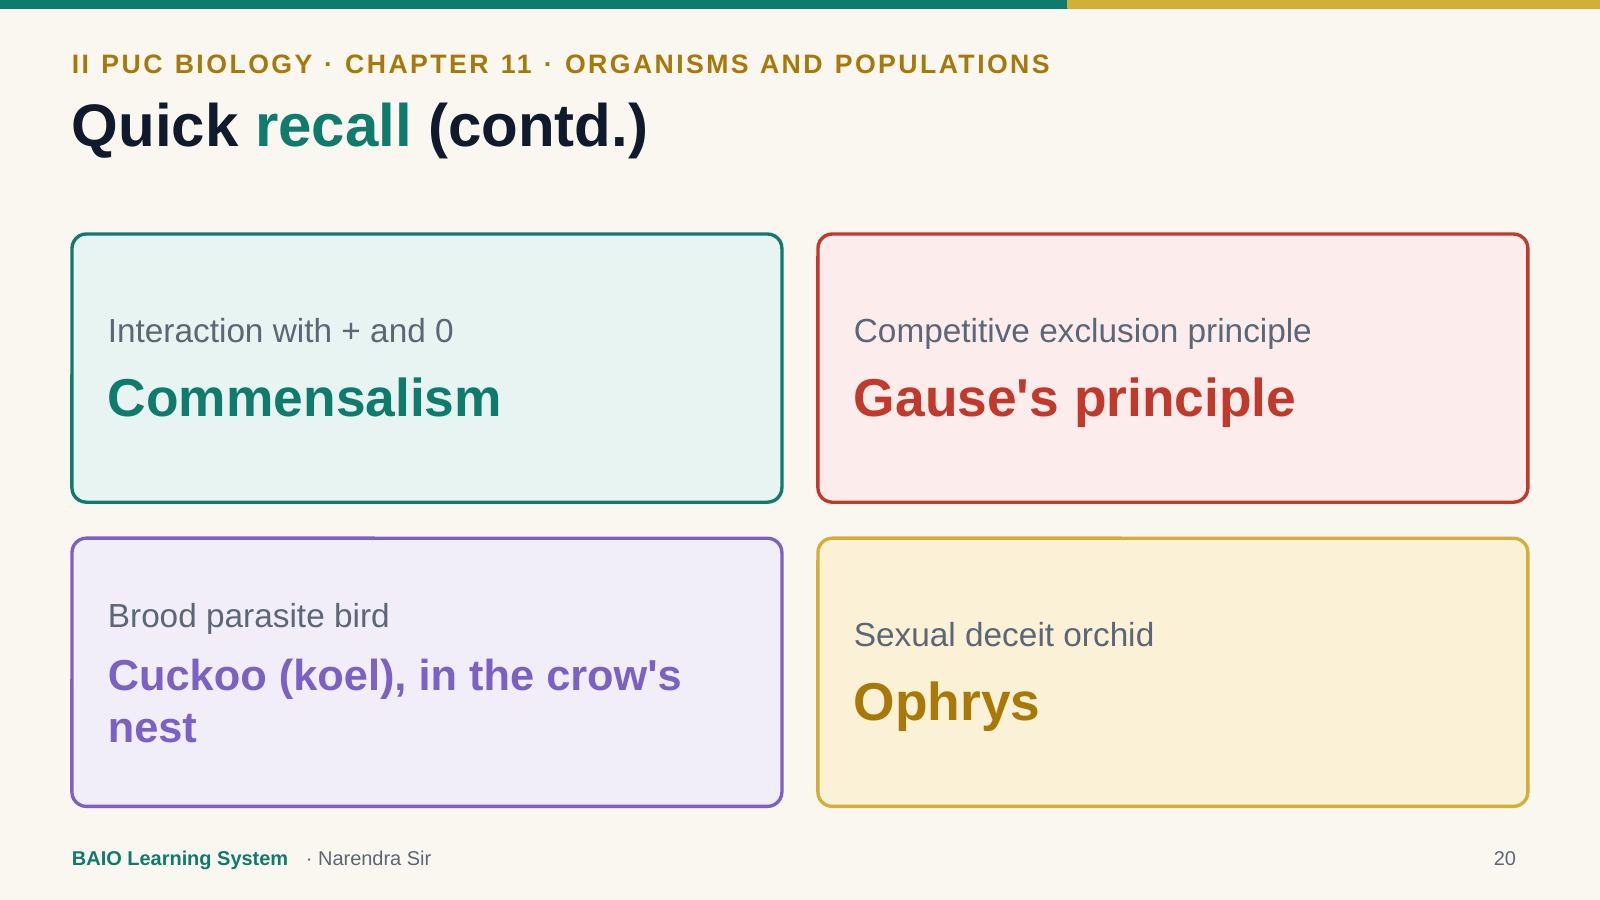 II PUC BIOLOGY · CHAPTER 11 · ORGANISMS AND POPULATIONS
Quick recall (contd.)
Interaction with + and 0
Commensalism
Competitive exclusion principle
Gause's principle
Brood parasite bird
Cuckoo (koel), in the crow's
nest
Sexual deceit orchid
Ophrys
BAIO Learning System · Narendra Sir
20